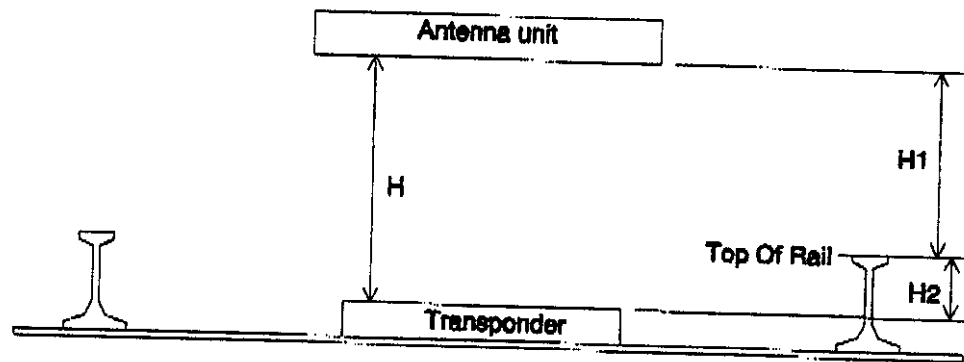 Antenna unit
H1
H
Top Of Rail
H2
Transponder